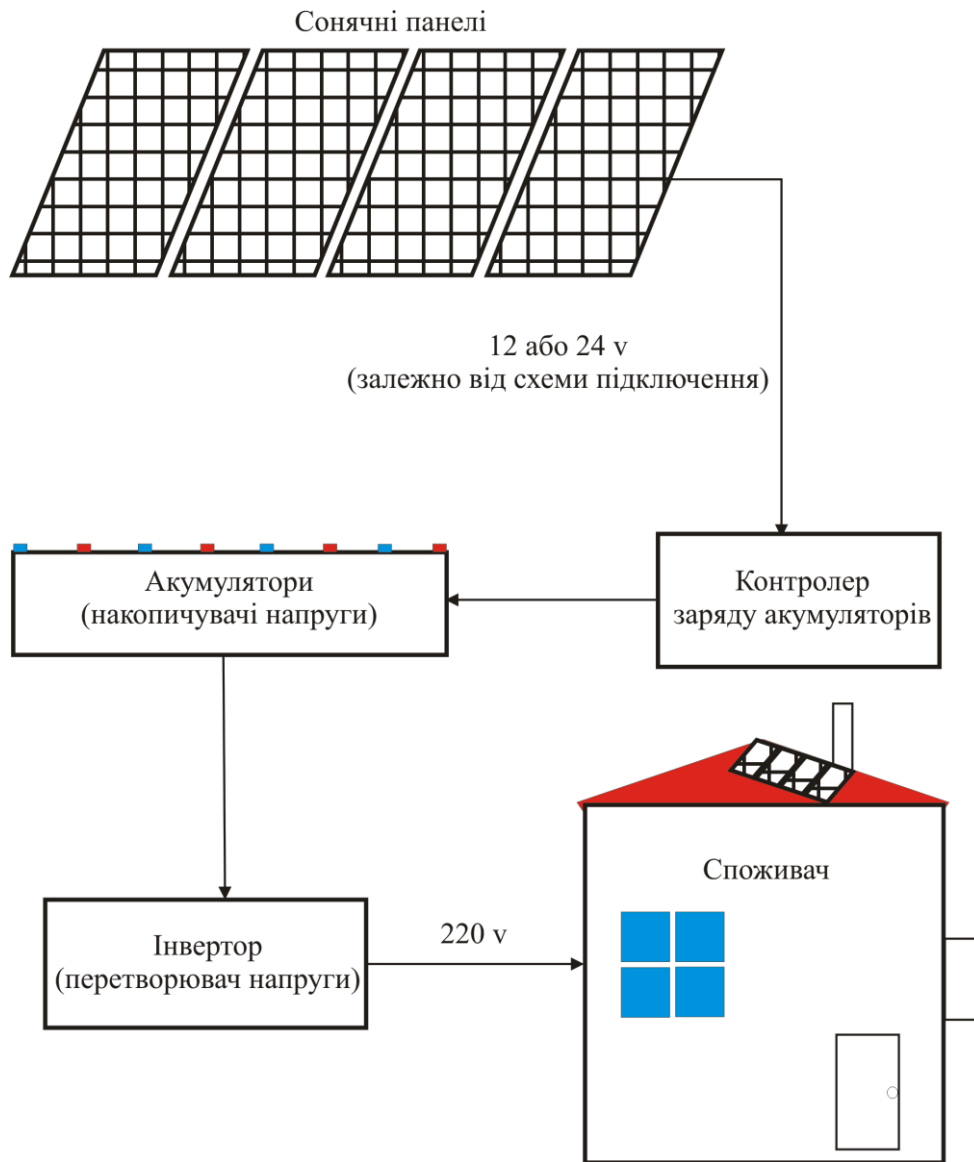 Сонячні панелі
12 або 24 v
(залежно від схеми підключення)
Акумулятори
(накопичувачі напруги)
Контролер
заряду акумуляторів
Споживач
Інвертор
(перетворювач напруги)
220 v